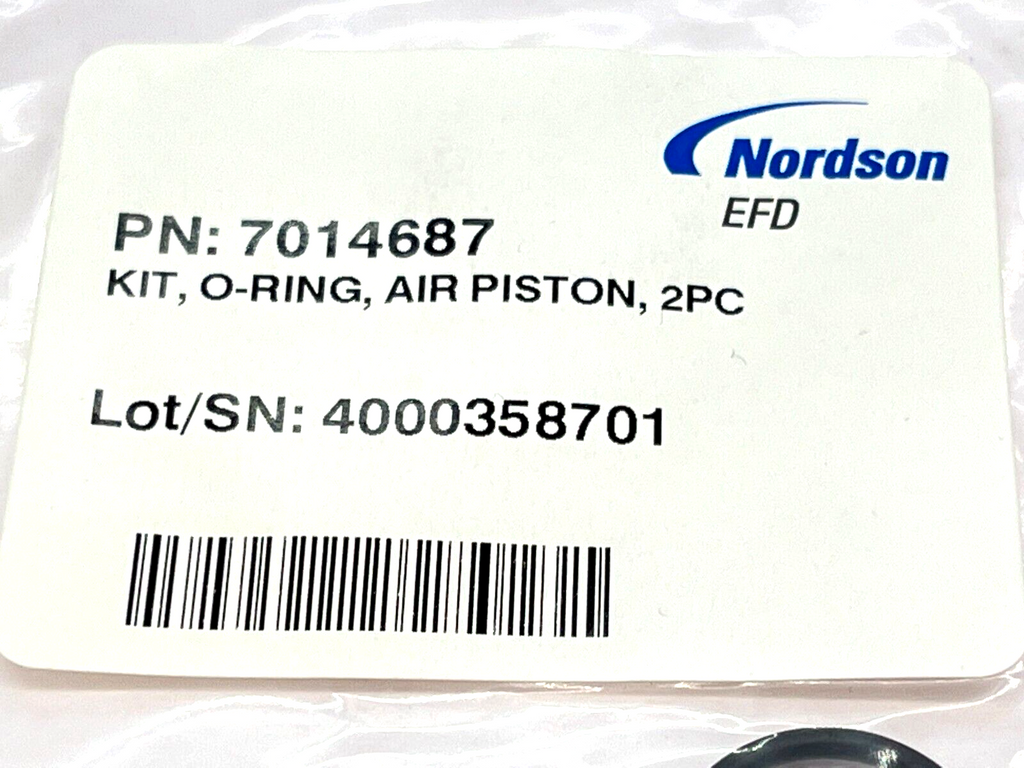 Nordson
EFD
PN: 7014687
KIT, O-RING, AIR PISTON, 2PC
Lot/SN: 4000358701